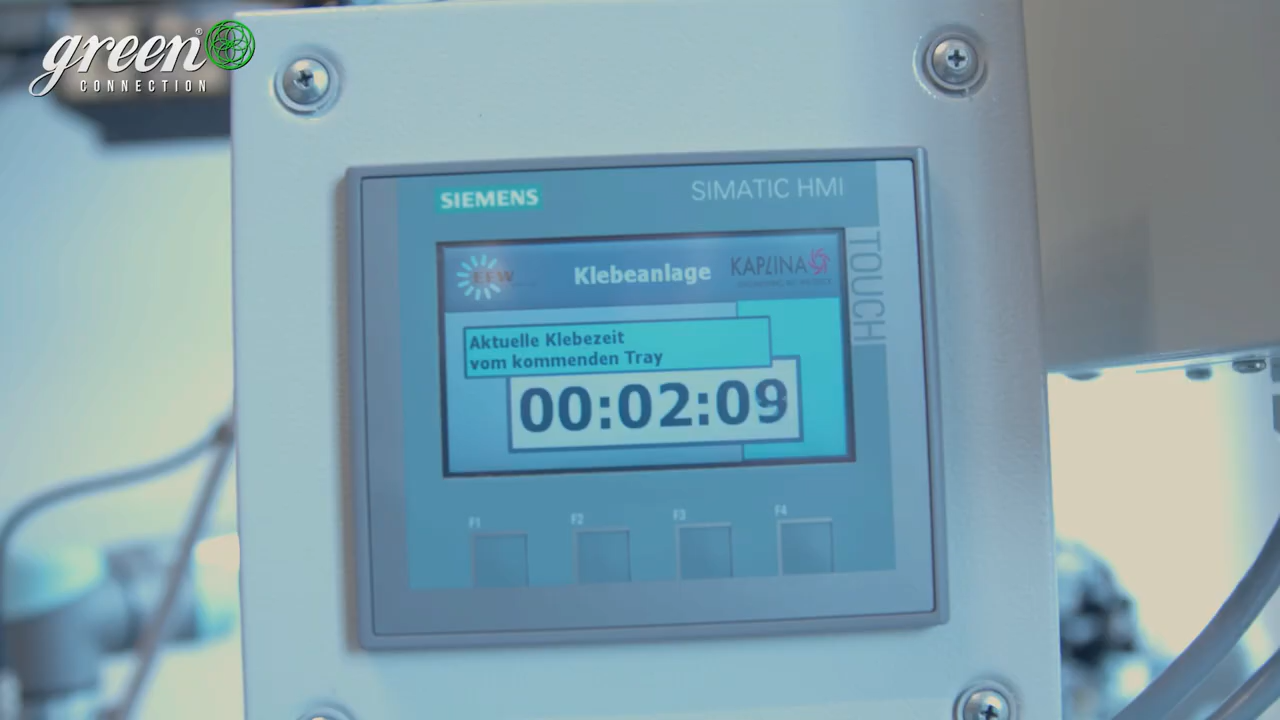 green®
CONNECTION
SIEMENS
SIMATIC HMI
TOUCH
EEW
Klebeanlage
KAPLINA
Aktuelle Klebezeit
vom kommenden Tray
00:02:09
F1
F2
F3
F4